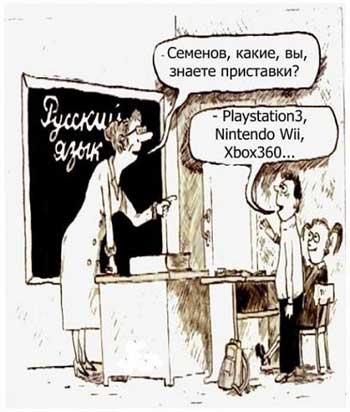 - Семенов, какие, вы,
знаете приставки?
- Playstation3,
Nintendo Wii,
Xbox360...
Русский
язык